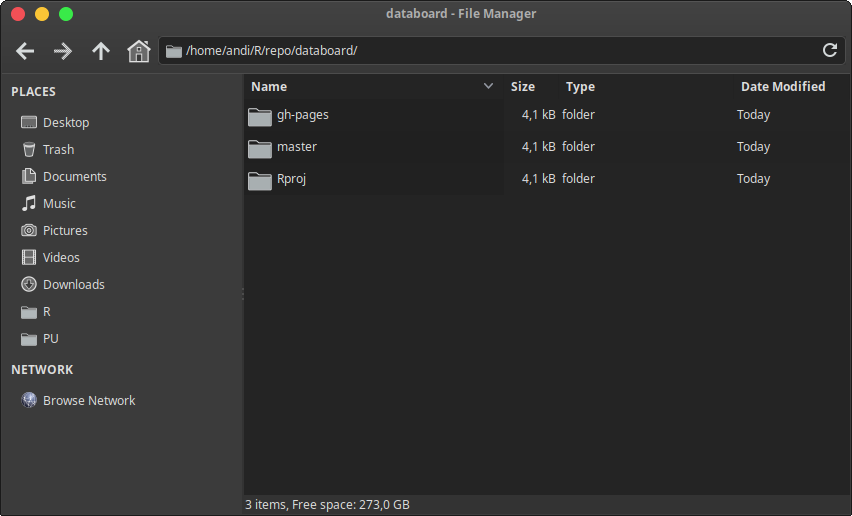 databoard - File Manager
/home/andi/R/repo/databoard/
PLACES
Desktop
Trash
Documents
Music
Pictures
Videos
Downloads
R
PU
NETWORK
Browse Network
Name Size Type Date Modified
gh-pages 4,1 kB folder Today
master 4,1 kB folder Today
Rproj 4,1 kB folder Today
3 items, Free space: 273,0 GB